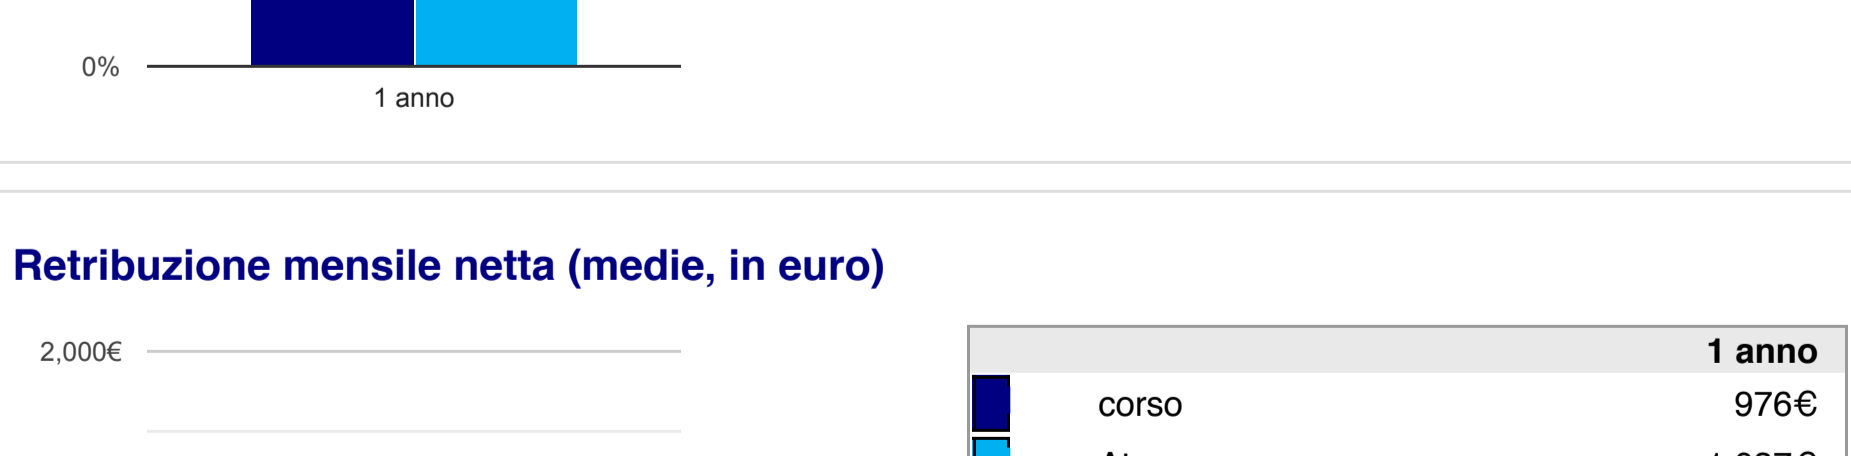 0%
1 anno
Retribuzione mensile netta (medie, in euro)
2,000€
1 anno
corso 976€